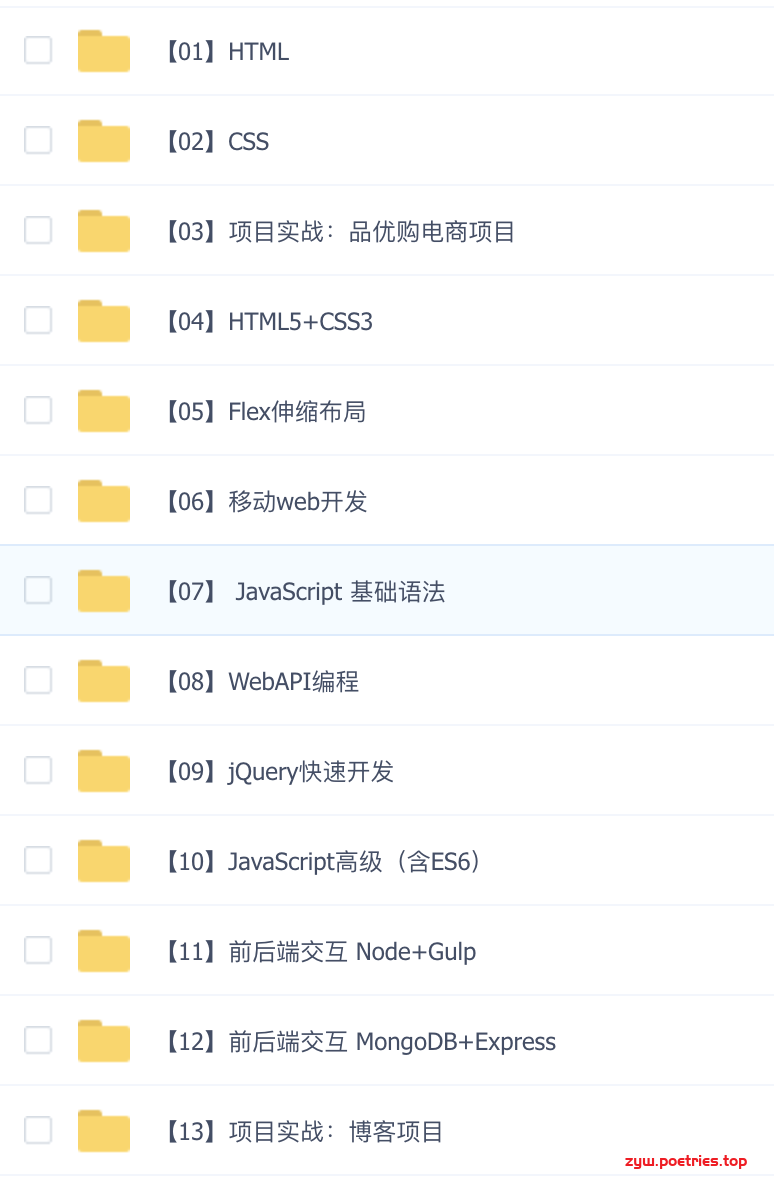 【01】HTML
【02】CSS
【03】项目实战：品优购电商项目
【04】HTML5+CSS3
【05】Flex伸缩布局
【06】移动web开发
【07】 JavaScript 基础语法
【08】WebAPI编程
【09】jQuery快速开发
【10】JavaScript高级（含ES6）
【11】前后端交互 Node+Gulp
【12】前后端交互 MongoDB+Express
【13】项目实战：博客项目
zyw.poetries.top